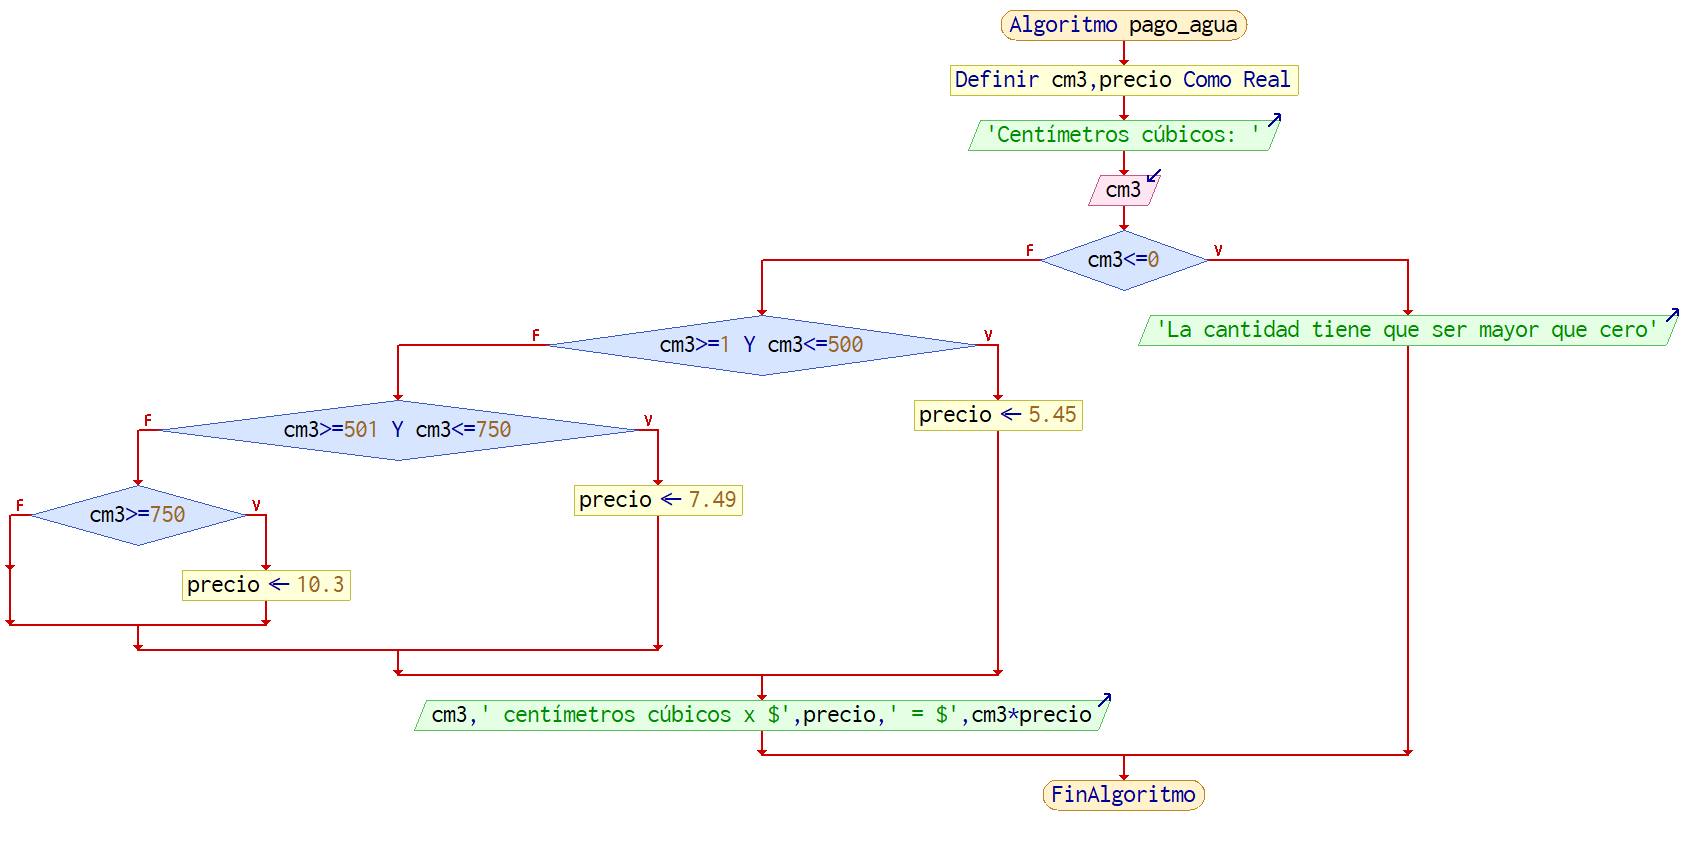 Algoritmo pago_agua
Definir cm3,precio Como Real
'Centímetros cúbicos: '
cm3
F
V
cm3<=0
F
V
cm3>=1 Y cm3<=500
'La cantidad tiene que ser mayor que cero'
F
V
cm3>=501 Y cm3<=750
precio ← 5.45
F
V
cm3>=750
precio ← 7.49
precio ← 10.3
cm3,' centímetros cúbicos x $',precio,' = $',cm3*precio
FinAlgoritmo